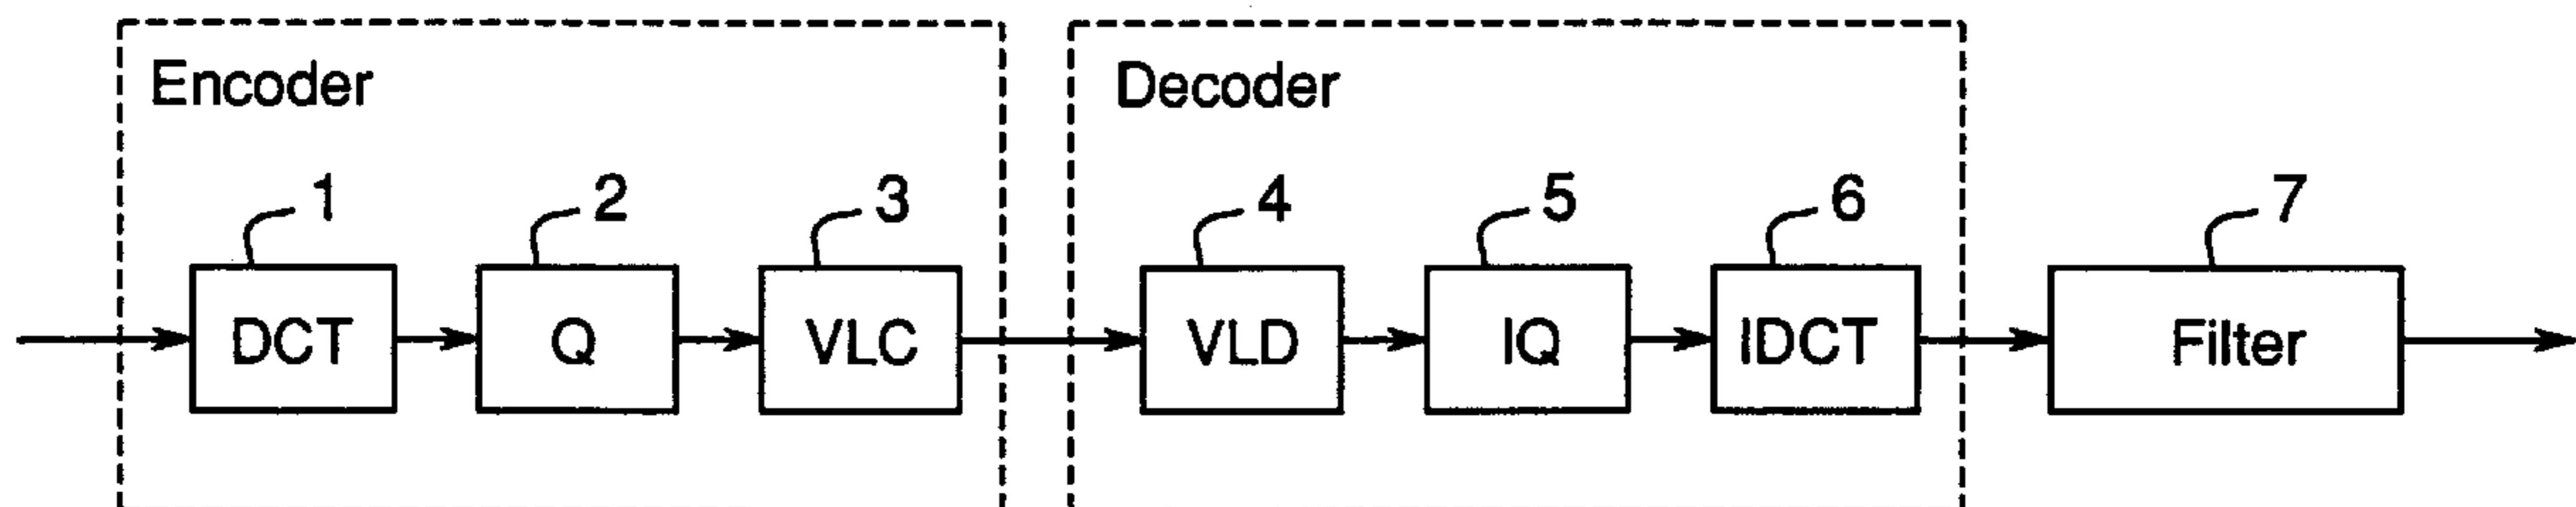 Encoder
Decoder
1
2
3
4
5
6
7
DCT
Q
VLC
VLD
IQ
IDCT
Filter